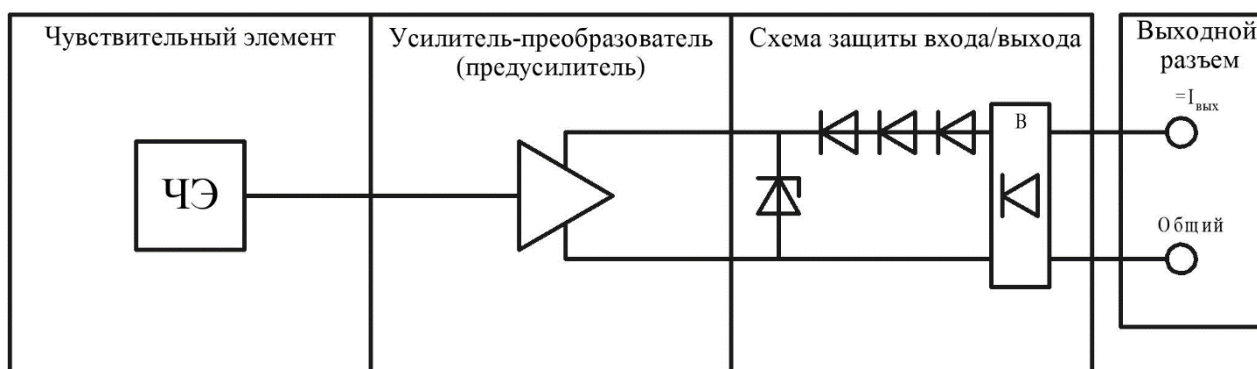 Чувствительный элемент
Усилитель-преобразователь
(предусилитель)
Схема защиты входа/выхода
Выходной
разъем
=Iвых
В
ЧЭ
Общий